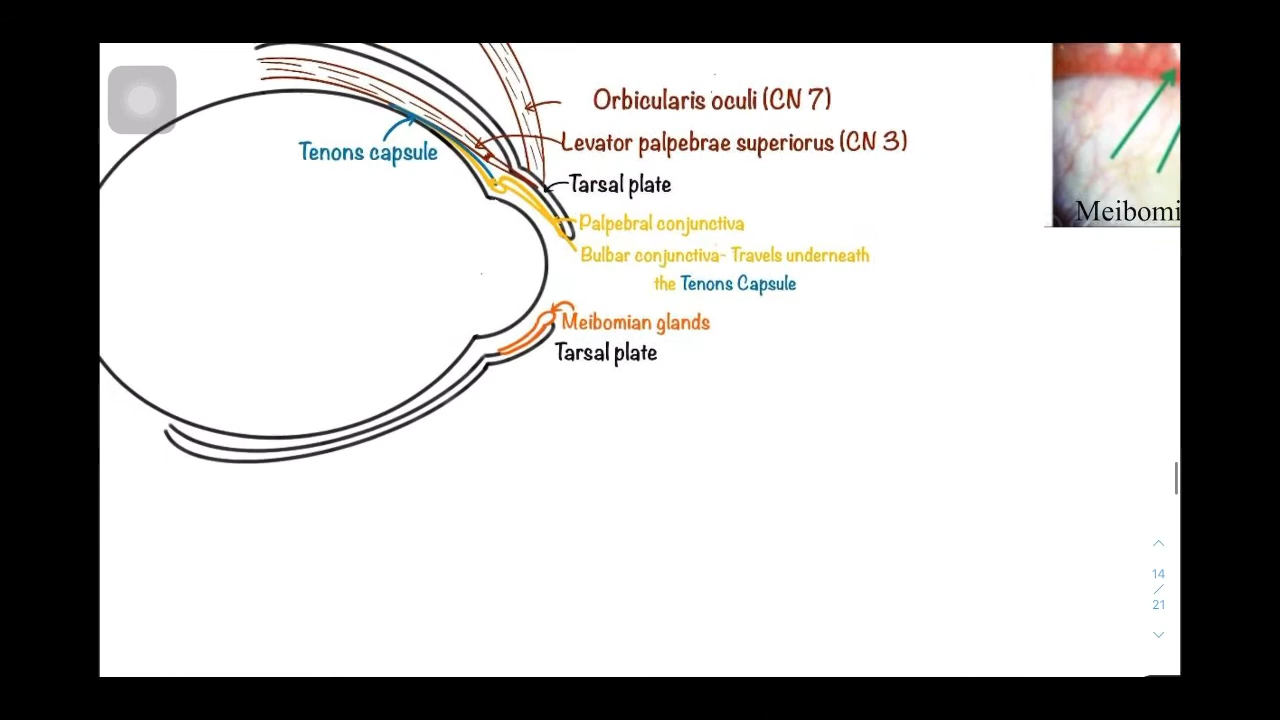 Orbicularis oculi (CN 7)
Levator palpebrae superiorus (CN 3)
Tenons capsule
Tarsal plate
Palpebral conjunctiva
Bulbar conjunctiva- Travels underneath
the Tenons Capsule
Meibomian glands
Tarsal plate
Meibomi
14
/
21